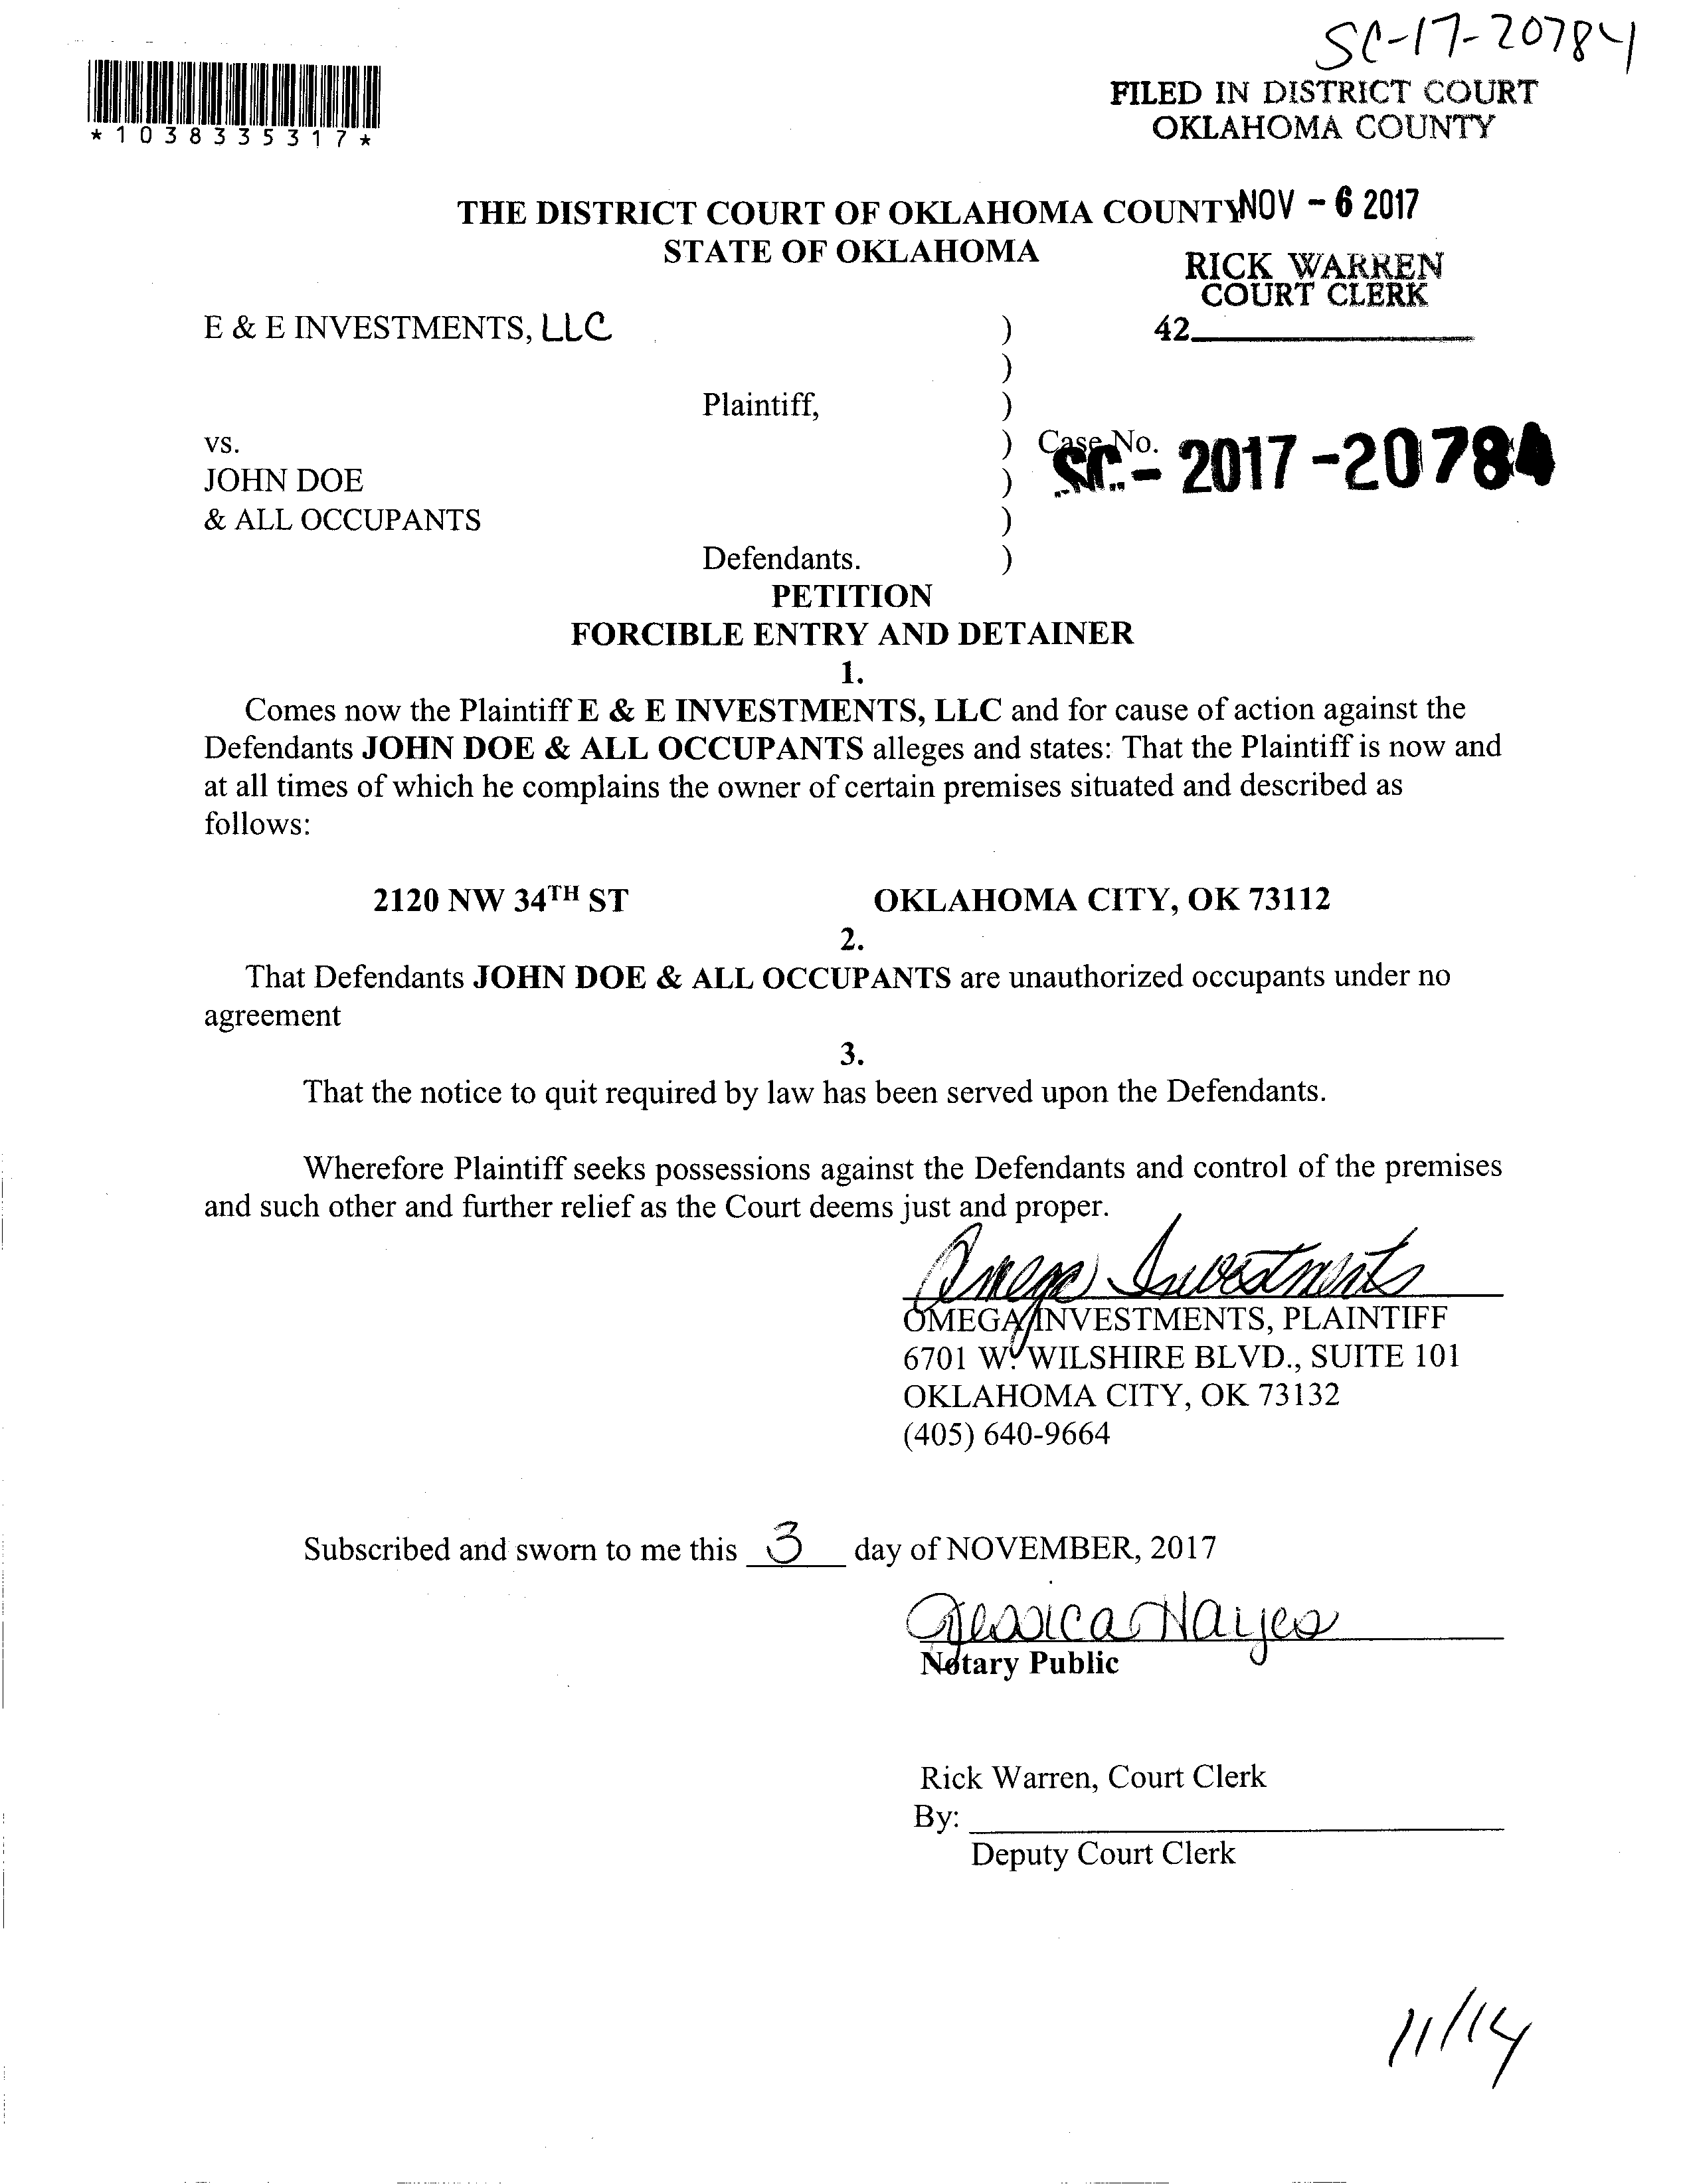 SC-17-20784
*1038335317*
FILED IN DISTRICT COURT
OKLAHOMA COUNTY
THE DISTRICT COURT OF OKLAHOMA COUNTY NOV - 6 2017
STATE OF OKLAHOMA
RICK WARREN
COURT CLERK
42
E & E INVESTMENTS, LLC )
)
Plaintiff, )
vs. ) Case No. SC - 2017 - 20784
JOHN DOE )
& ALL OCCUPANTS )
Defendants. )
PETITION
FORCIBLE ENTRY AND DETAINER
1.
Comes now the Plaintiff E & E INVESTMENTS, LLC and for cause of action against the
Defendants JOHN DOE & ALL OCCUPANTS alleges and states: That the Plaintiff is now and
at all times of which he complains the owner of certain premises situated and described as
follows:
2120 NW 34TH ST OKLAHOMA CITY, OK 73112
2.
That Defendants JOHN DOE & ALL OCCUPANTS are unauthorized occupants under no
agreement
3.
That the notice to quit required by law has been served upon the Defendants.
Wherefore Plaintiff seeks possessions against the Defendants and control of the premises
and such other and further relief as the Court deems just and proper.
Omega Investments
OMEGA INVESTMENTS, PLAINTIFF
6701 W. WILSHIRE BLVD., SUITE 101
OKLAHOMA CITY, OK 73132
(405) 640-9664
Subscribed and sworn to me this 3 day of NOVEMBER, 2017
Jessica Hayes
Notary Public
Rick Warren, Court Clerk
By:
Deputy Court Clerk
11/14